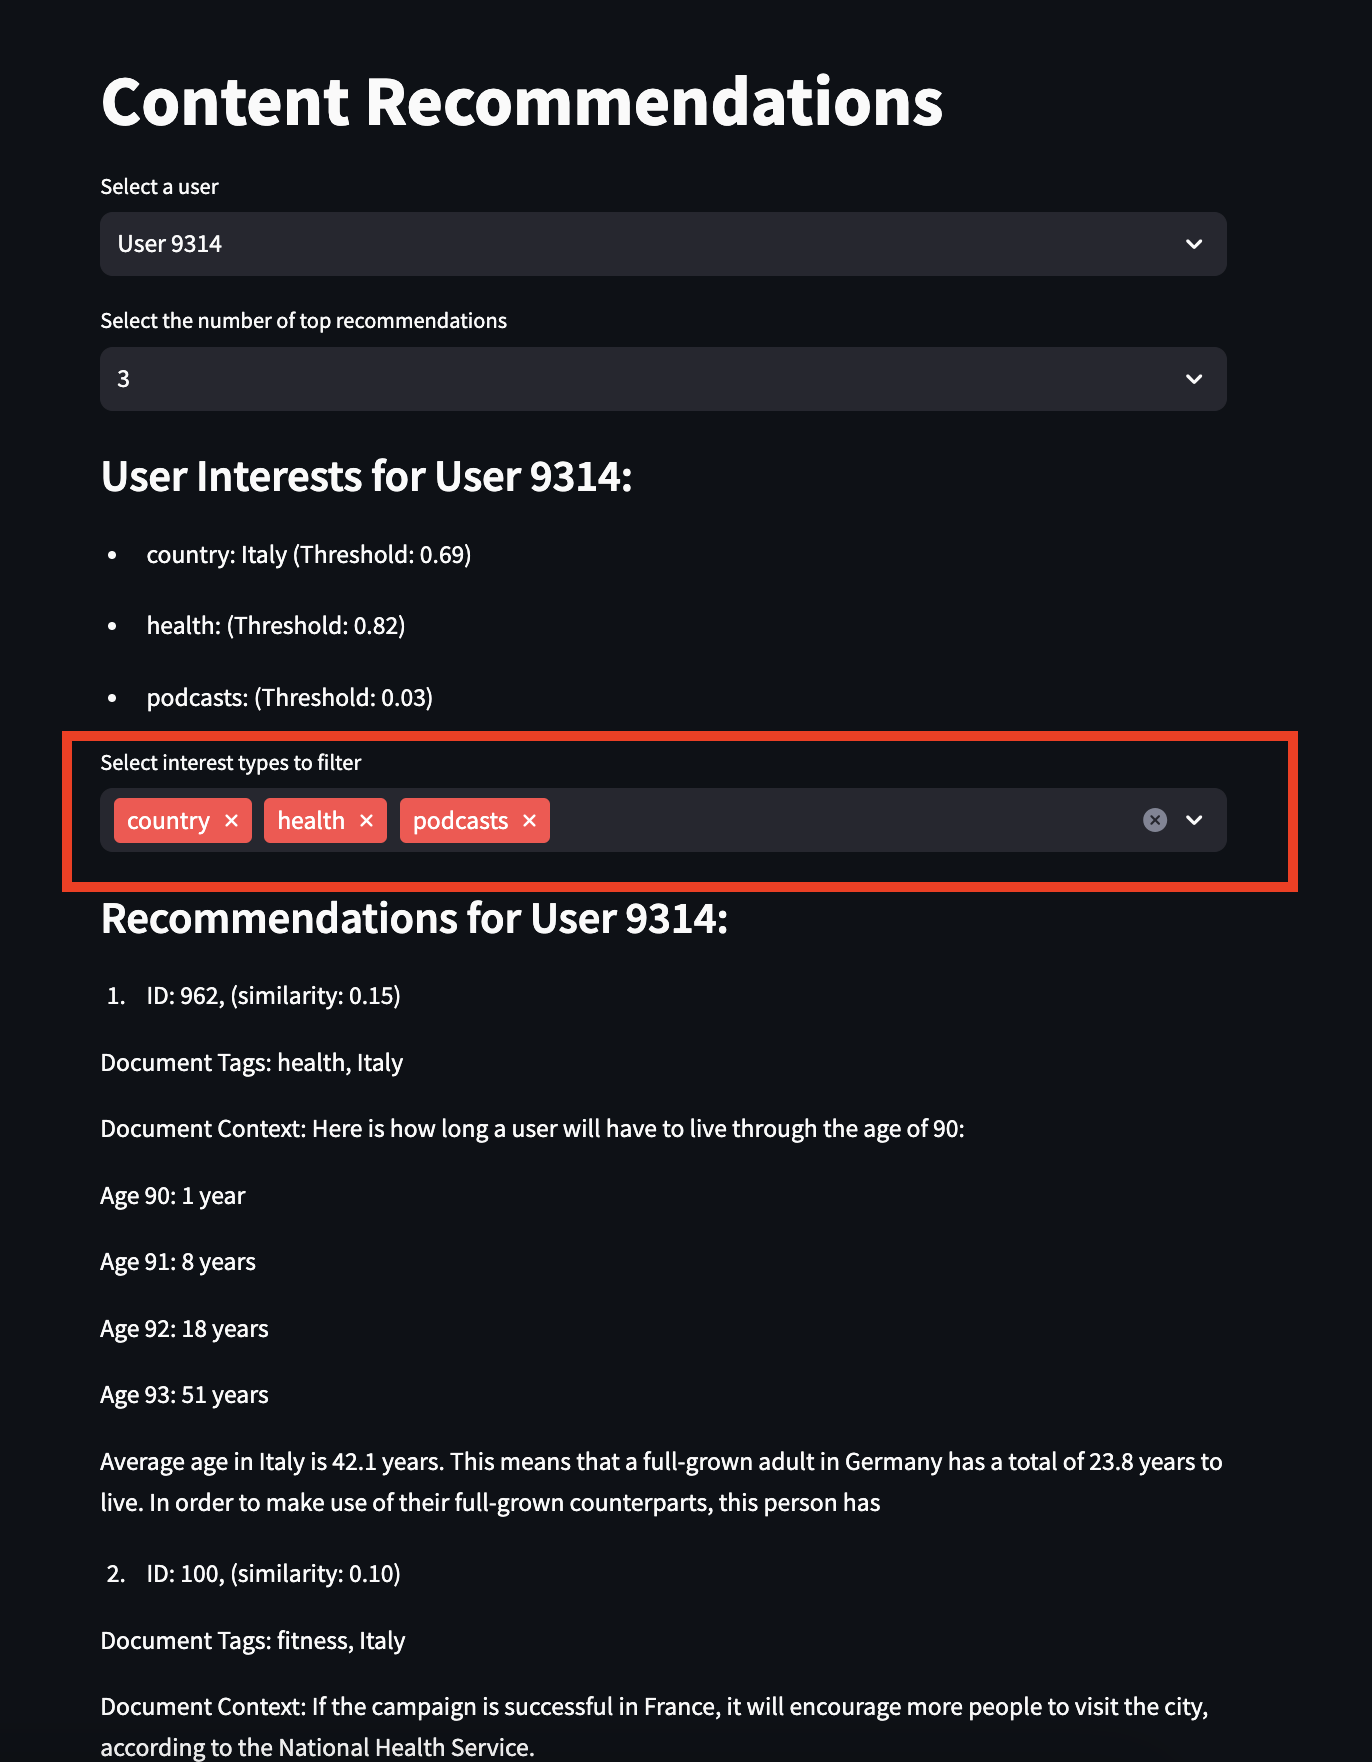 Content Recommendations
Select a user
User 9314
Select the number of top recommendations
3
User Interests for User 9314:
• country: Italy (Threshold: 0.69)
• health: (Threshold: 0.82)
• podcasts: (Threshold: 0.03)
Select interest types to filter
country × health × podcasts ×
Recommendations for User 9314:
1. ID: 962, (similarity: 0.15)
Document Tags: health, Italy
Document Context: Here is how long a user will have to live through the age of 90:
Age 90: 1 year
Age 91: 8 years
Age 92: 18 years
Age 93: 51 years
Average age in Italy is 42.1 years. This means that a full-grown adult in Germany has a total of 23.8 years to
live. In order to make use of their full-grown counterparts, this person has
2. ID: 100, (similarity: 0.10)
Document Tags: fitness, Italy
Document Context: If the campaign is successful in France, it will encourage more people to visit the city,
according to the National Health Service.